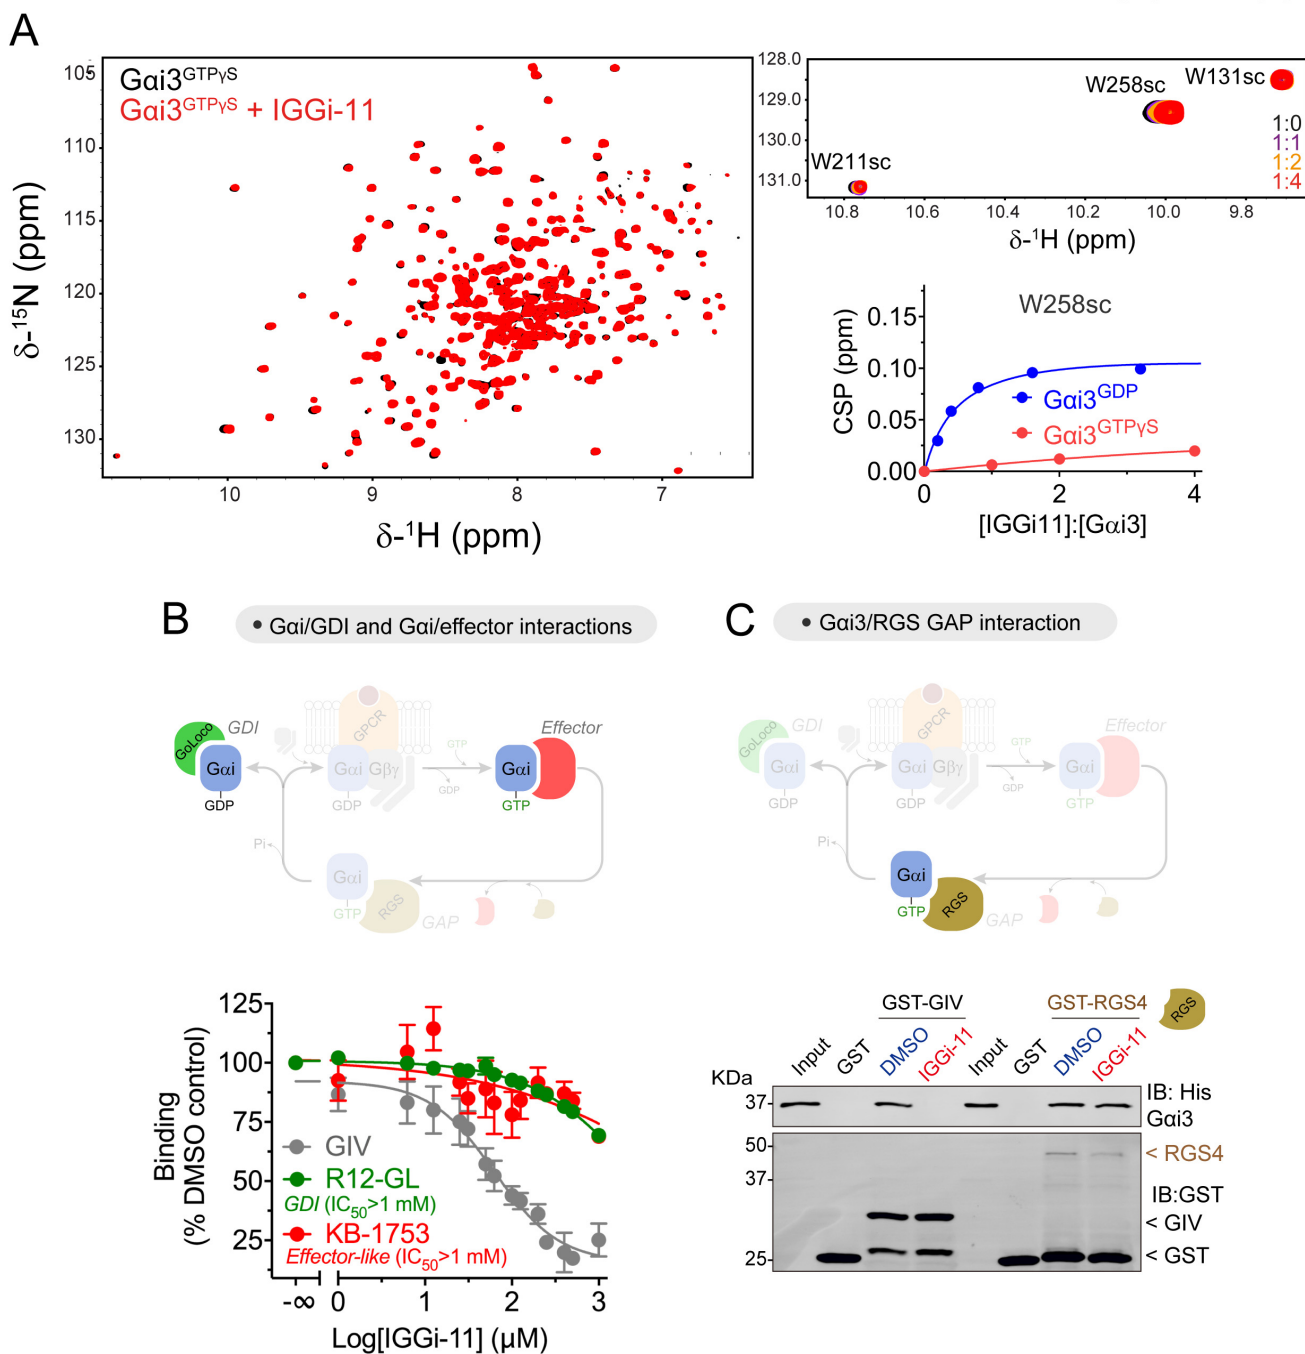 A
Gαi3GTPγS
Gαi3GTPγS + IGGi-11
105
110
115
120
125
130
10
9
8
7
δ-15N (ppm)
δ-1H (ppm)
128.0
129.0
130.0
131.0
W258sc
W131sc
W211sc
1:0
1:1
1:2
1:4
10.8
10.6
10.4
10.2
10.0
9.8
δ-1H (ppm)
W258sc
0.15
0.10
0.05
0.00
CSP (ppm)
Gαi3GDP
Gαi3GTPγS
0
2
4
[IGGi11]:[Gαi3]
B
• Gαi/GDI and Gαi/effector interactions
GoLoco
GDI
Gαi
GDP
GPCR
Gαi
Gβγ
GDP
GTP
GDP
Effector
Gαi
GTP
Pi
Gαi
GTP
RGS
GAP
125
100
75
50
25
Binding
(% DMSO control)
GIV
R12-GL
GDI (IC50>1 mM)
KB-1753
Effector-like (IC50>1 mM)
-∞
0
1
2
3
Log[IGGi-11] (μM)
C
• Gαi3/RGS GAP interaction
GoLoco
GDI
Gαi
GDP
GPCR
Gαi
Gβγ
GDP
GTP
GDP
Effector
Gαi
GTP
Pi
Gαi
GTP
RGS
GAP
GST-GIV
GST-RGS4
RGS
Input
GST
DMSO
IGGi-11
Input
GST
DMSO
IGGi-11
KDa
37-
IB: His
Gαi3
50-
37-
25-
< RGS4
IB:GST
< GIV
< GST